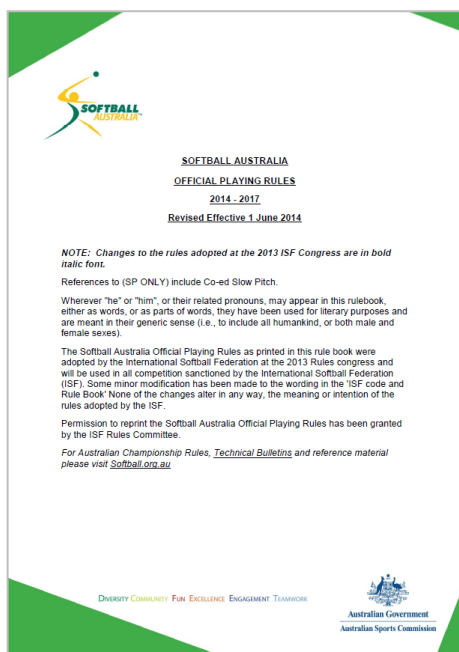 SOFTBALL
AUSTRALIA™
SOFTBALL AUSTRALIA
OFFICIAL PLAYING RULES
2014 - 2017
Revised Effective 1 June 2014
NOTE: Changes to the rules adopted at the 2013 ISF Congress are in bold
italic font.
References to (SP ONLY) include Co-ed Slow Pitch.
Wherever "he" or "him", or their related pronouns, may appear in this rulebook,
either as words, or as parts of words, they have been used for literary purposes and
are meant in their generic sense (i.e., to include all humankind, or both male and
female sexes).
The Softball Australia Official Playing Rules as printed in this rule book were
adopted by the International Softball Federation at the 2013 Rules congress and
will be used in all competition sanctioned by the International Softball Federation
(ISF). Some minor modification has been made to the wording in the 'ISF code and
Rule Book' None of the changes alter in any way, the meaning or intention of the
rules adopted by the ISF.
Permission to reprint the Softball Australia Official Playing Rules has been granted
by the ISF Rules Committee.
For Australian Championship Rules, Technical Bulletins and reference material
please visit Softball.org.au
DIVERSITY COMMUNITY FUN EXCELLENCE ENGAGEMENT TEAMWORK
Australian Government
Australian Sports Commission